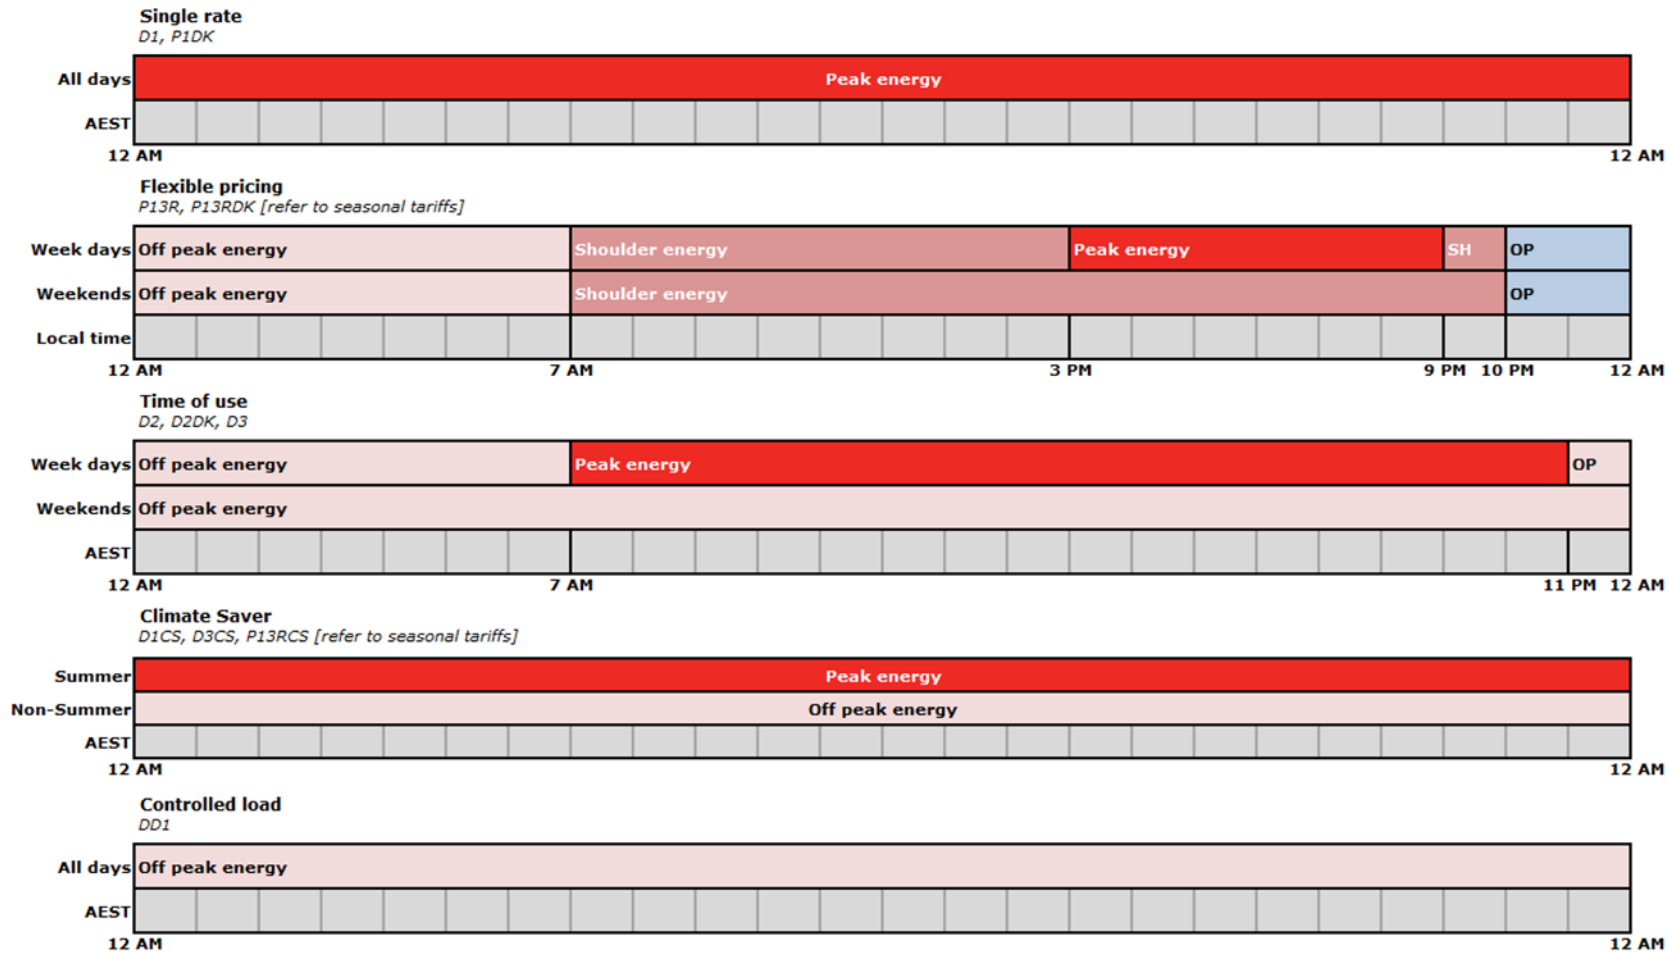 Single rate
D1, P1DK
All days Peak energy
AEST
12 AM 12 AM
Flexible pricing
P13R, P13RDK [refer to seasonal tariffs]
Week days Off peak energy Shoulder energy Peak energy SH OP
Weekends Off peak energy Shoulder energy OP
Local time
12 AM 7 AM 3 PM 9 PM 10 PM 12 AM
Time of use
D2, D2DK, D3
Week days Off peak energy Peak energy OP
Weekends Off peak energy
AEST
12 AM 7 AM 11 PM 12 AM
Climate Saver
D1CS, D3CS, P13RCS [refer to seasonal tariffs]
Summer Peak energy
Non-Summer Off peak energy
AEST
12 AM 12 AM
Controlled load
DD1
All days Off peak energy
AEST
12 AM 12 AM